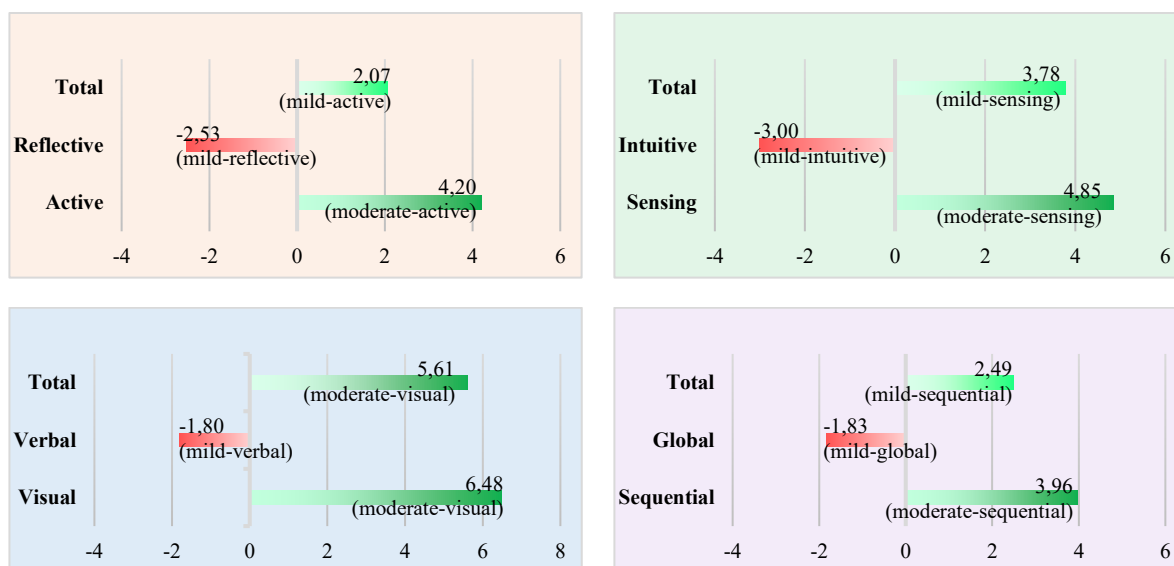 Total
2,07
(mild-active)
Reflective
-2,53
(mild-reflective)
Active
4,20
(moderate-active)
-4 -2 0 2 4 6
Total
3,78
(mild-sensing)
Intuitive
-3,00
(mild-intuitive)
Sensing
4,85
(moderate-sensing)
-4 -2 0 2 4 6
Total
5,61
(moderate-visual)
Verbal
-1,80
(mild-verbal)
Visual
6,48
(moderate-visual)
-4 -2 0 2 4 6 8
Total
2,49
(mild-sequential)
Global
-1,83
(mild-global)
Sequential
3,96
(moderate-sequential)
-4 -2 0 2 4 6